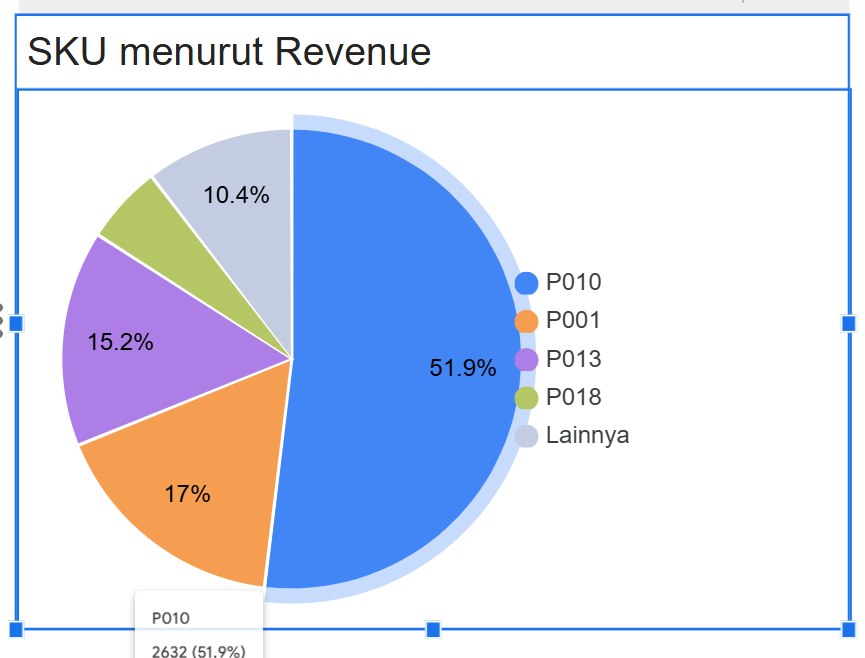 SKU menurut Revenue
10.4%
15.2%
51.9%
17%
P010
P001
P013
P018
Lainnya
P010
2632 (51.9%)